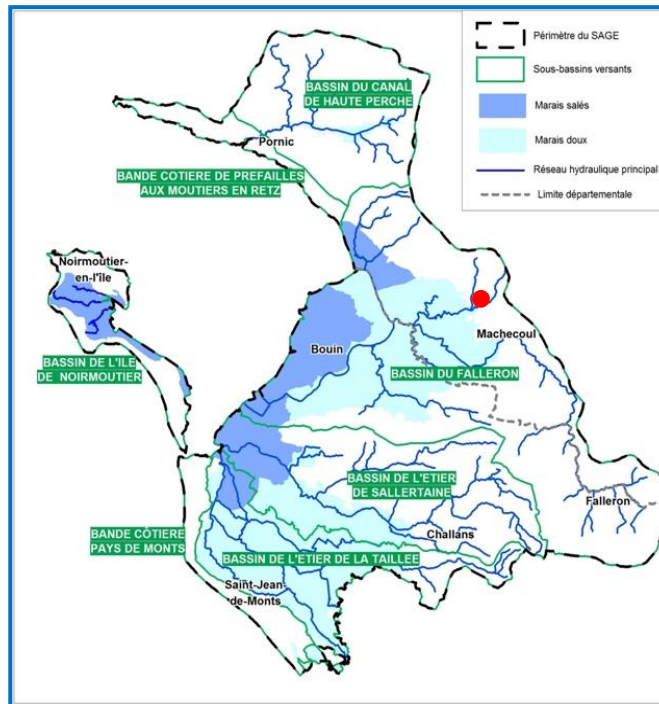 Périmètre du SAGE
Sous-bassins versants
Marais salés
Marais doux
Réseau hydraulique principal
Limite départementale
BASSIN DU CANAL
DE HAUTE PERCHE
Pornic
BANDE COTIERE DE PREFAILLES
AUX MOUTIERS EN RETZ
Noirmoutier-
en-l'île
Machecoul
Bouin
BASSIN DE L'ILE
DE NOIRMOUTIER
BASSIN DU FALLERON
BASSIN DE L'ETIER
DE SALLERTAINE
Falleron
BANDE CÔTIERE
PAYS DE MONTS
Challans
BASSIN DE L'ETIER DE LA TAILLEE
Saint-Jean-
de-Monts